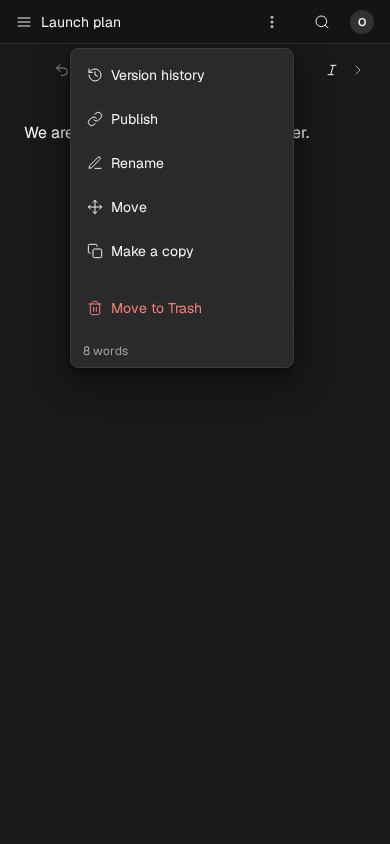 Launch plan
O
Version history
Publish
We are er.
Rename
Move
Make a copy
Move to Trash
8 words